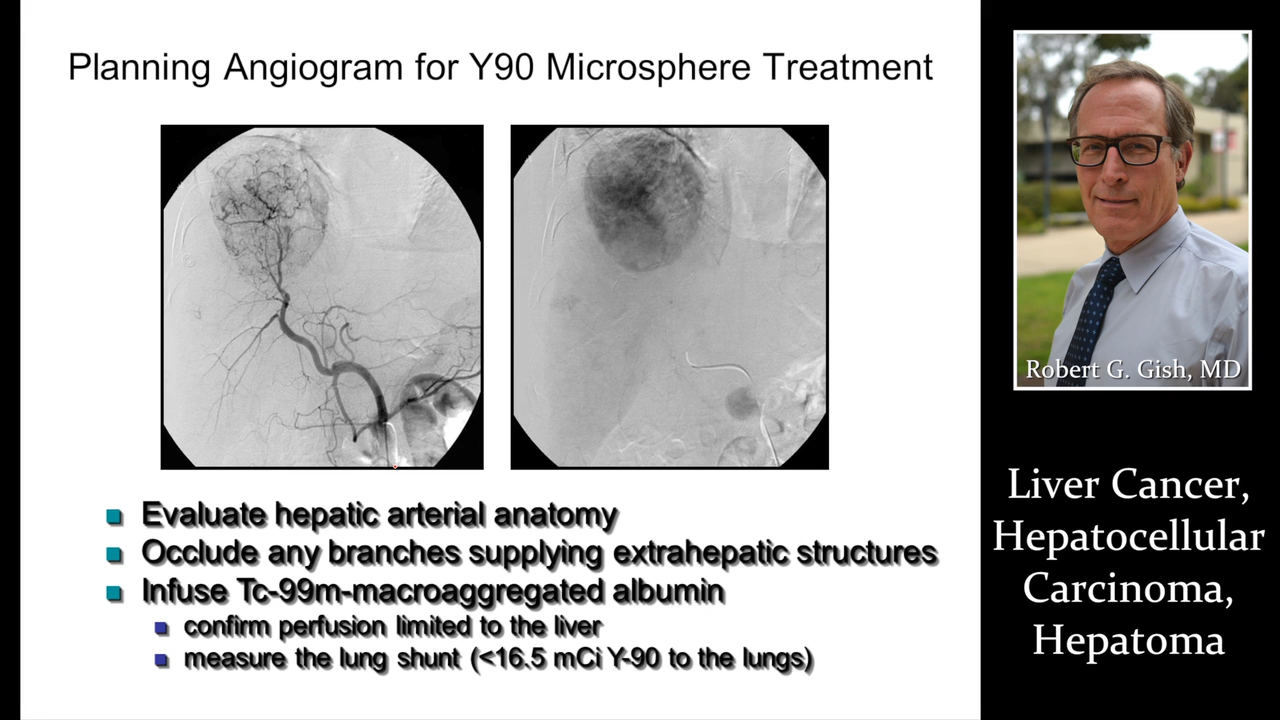 Planning Angiogram for Y90 Microsphere Treatment
Evaluate hepatic arterial anatomy
Occlude any branches supplying extrahepatic structures
Infuse Tc-99m-macroaggregated albumin
confirm perfusion limited to the liver
measure the lung shunt (<16.5 mCi Y-90 to the lungs)
Robert G. Gish, MD
Liver Cancer,
Hepatocellular
Carcinoma,
Hepatoma